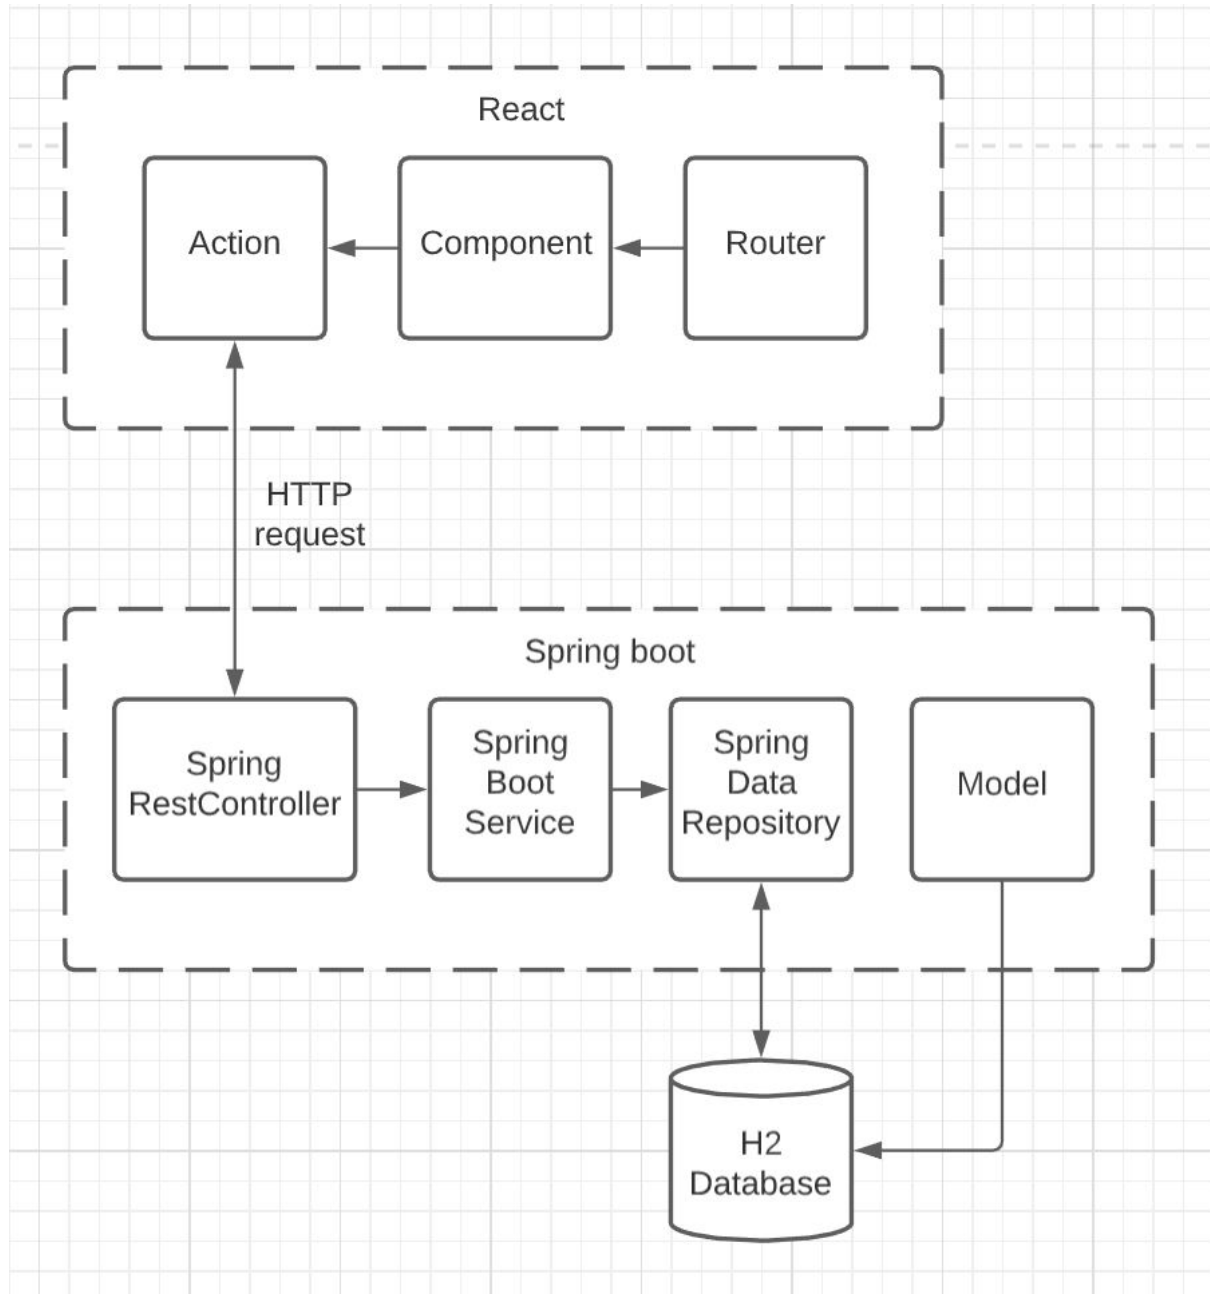 React
Action
Component
Router
HTTP
request
Spring boot
Spring
RestController
Spring
Boot
Service
Spring
Data
Repository
Model
H2
Database